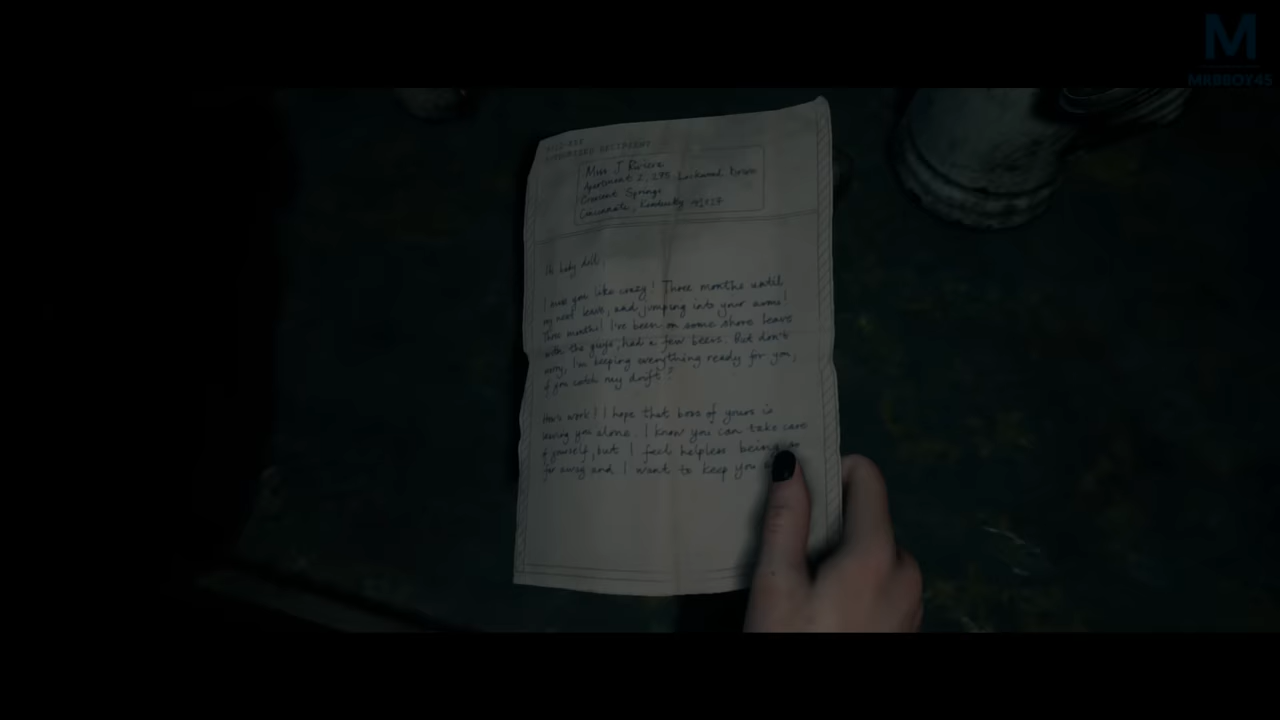 M
MRBBOY45
Miss J Riviere
Apartment 2, 275 Lockwood Drive
Crescent Springs
Cincinnati, Kentucky
Hi baby doll,
I miss you like crazy! Three months until
my next leave, and jumping into your arms!
Three months! I've been on some shore leave
with the guys, had a few beers. But don't
worry, I'm keeping everything ready for you,
if you catch my drift?
How's work? I hope that boss of yours is
leaving you alone. I know you can take care
of yourself, but I feel helpless being so
far away and I want to keep you